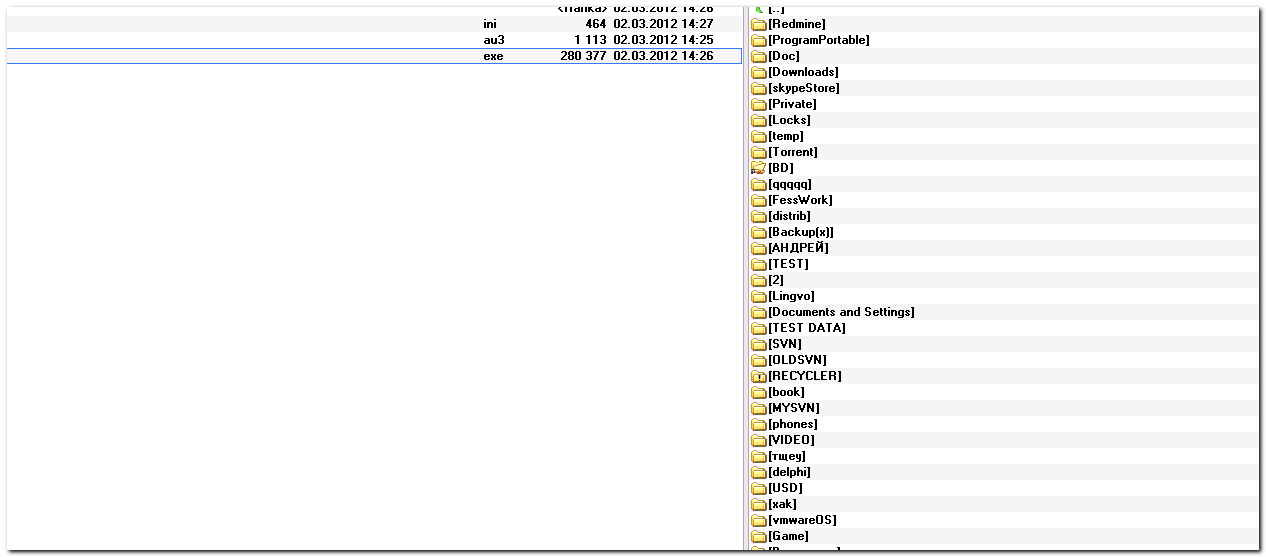 <Папка> 02.03.2012 14:26
ini 464 02.03.2012 14:27
au3 1 113 02.03.2012 14:25
exe 280 377 02.03.2012 14:26
[..]
[Redmine]
[ProgramPortable]
[Doc]
[Downloads]
[skypeStore]
[Private]
[Locks]
[temp]
[Torrent]
[BD]
[qqqqq]
[FessWork]
[distrib]
[Backup(x)]
[АНДРЕЙ]
[TEST]
[2]
[Lingvo]
[Documents and Settings]
[TEST DATA]
[SVN]
[OLDSVN]
[RECYCLER]
[book]
[MYSVN]
[phones]
[VIDEO]
[тщеу]
[delphi]
[USD]
[xak]
[vmwareOS]
[Game]